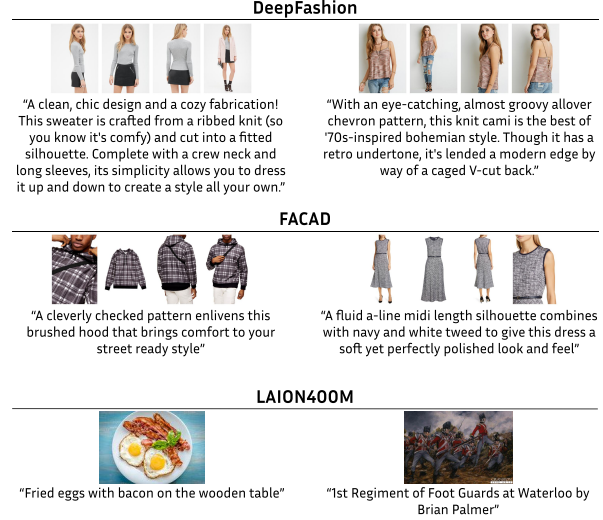 DeepFashion
“A clean, chic design and a cozy fabrication!
This sweater is crafted from a ribbed knit (so
you know it's comfy) and cut into a fitted
silhouette. Complete with a crew neck and
long sleeves, its simplicity allows you to dress
it up and down to create a style all your own.”
“With an eye-catching, almost groovy allover
chevron pattern, this knit cami is the best of
'70s-inspired bohemian style. Though it has a
retro undertone, it's lended a modern edge by
way of a caged V-cut back.”
FACAD
“A cleverly checked pattern enlivens this
brushed hood that brings comfort to your
street ready style”
“A fluid a-line midi length silhouette combines
with navy and white tweed to give this dress a
soft yet perfectly polished look and feel”
LAION400M
“Fried eggs with bacon on the wooden table”
“1st Regiment of Foot Guards at Waterloo by
Brian Palmer”